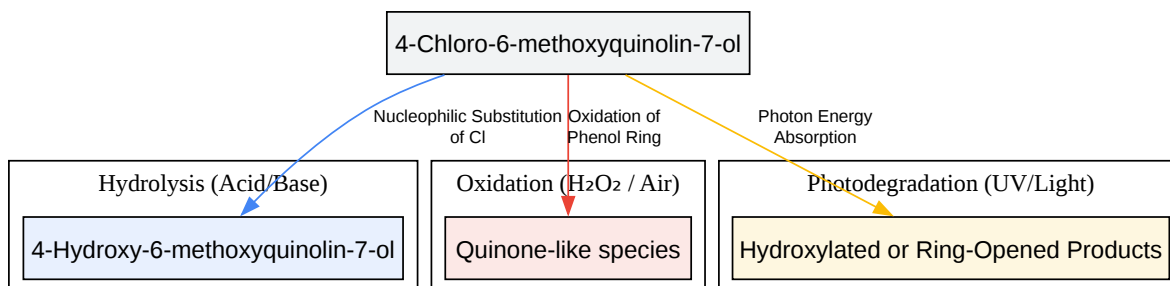 4-Chloro-6-methoxyquinolin-7-ol
Nucleophilic Substitution
of Cl
Oxidation of
Phenol Ring
Photon Energy
Absorption
Hydrolysis (Acid/Base)
4-Hydroxy-6-methoxyquinolin-7-ol
Oxidation (H₂O₂ / Air)
Quinone-like species
Photodegradation (UV/Light)
Hydroxylated or Ring-Opened Products